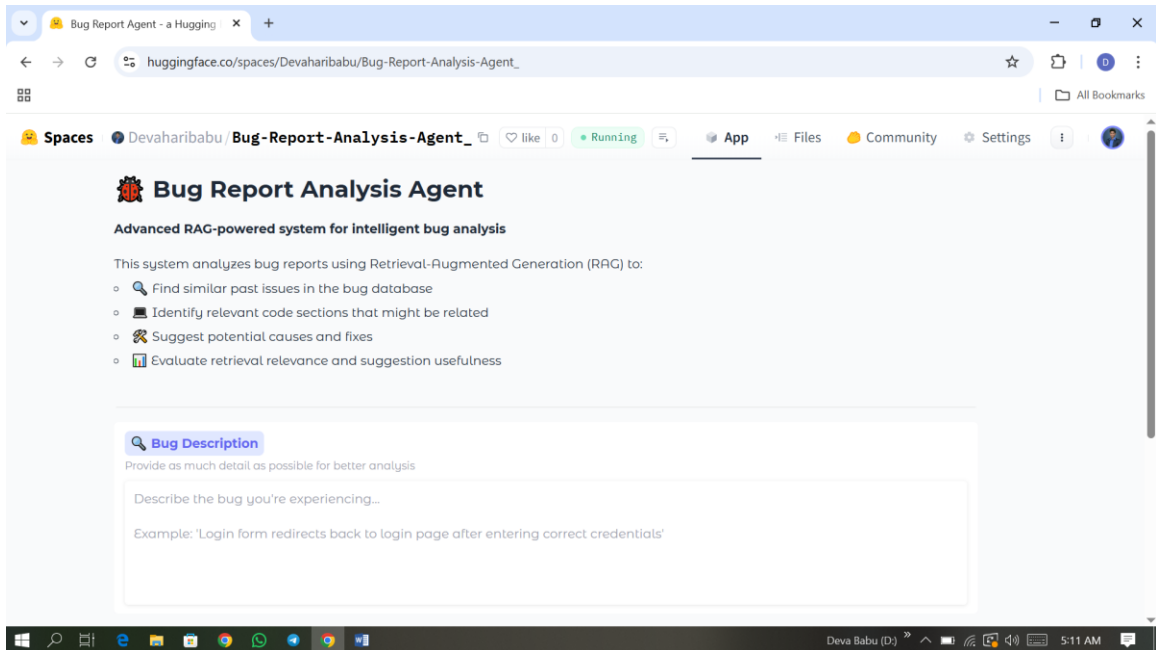 Bug Report Agent - a Hugging
huggingface.co/spaces/Devaharibabu/Bug-Report-Analysis-Agent_
All Bookmarks
Spaces Devaharibabu/Bug-Report-Analysis-Agent_ like 0 Running App Files Community Settings
Bug Report Analysis Agent
Advanced RAG-powered system for intelligent bug analysis
This system analyzes bug reports using Retrieval-Augmented Generation (RAG) to:
Find similar past issues in the bug database
Identify relevant code sections that might be related
Suggest potential causes and fixes
Evaluate retrieval relevance and suggestion usefulness
Bug Description
Provide as much detail as possible for better analysis
Describe the bug you're experiencing...
Example: 'Login form redirects back to login page after entering correct credentials'
Deva Babu (D:) 5:11 AM